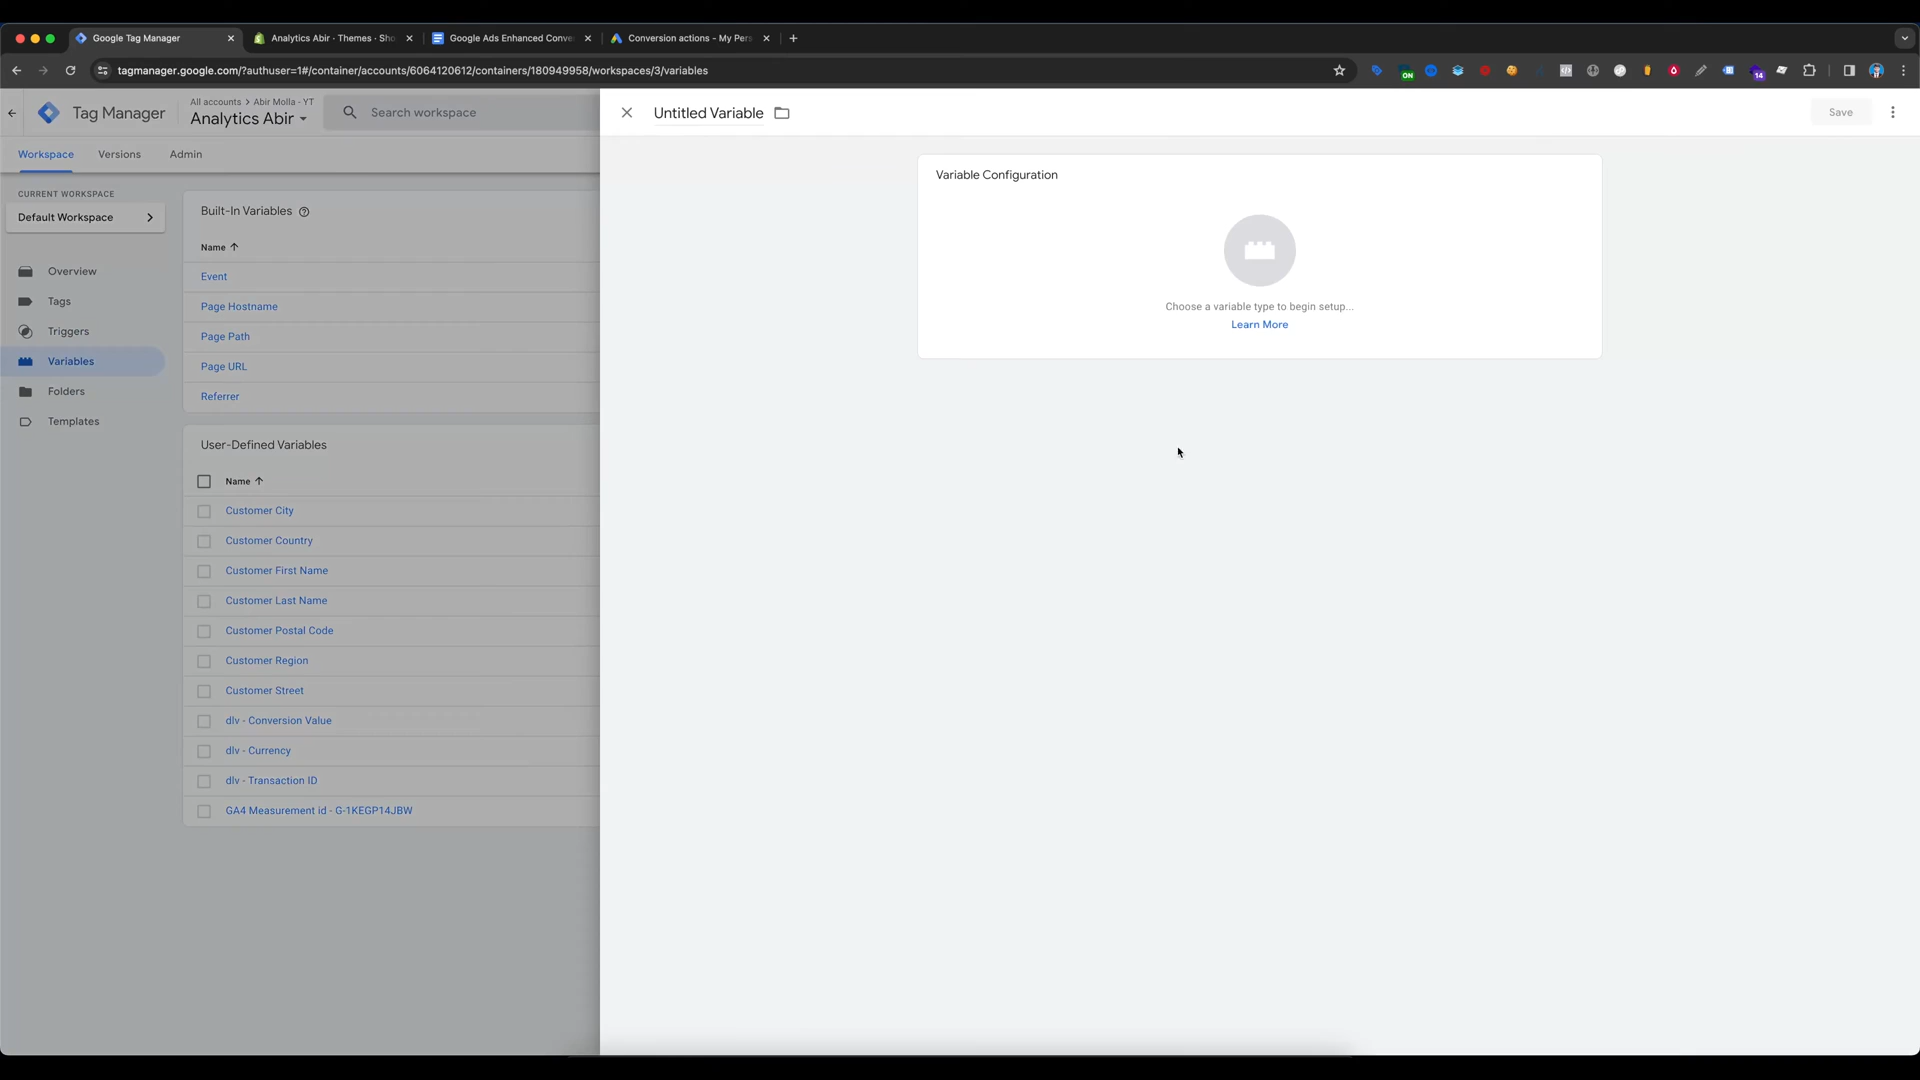 Google Tag Manager
Analytics Abir · Themes · Sho
Google Ads Enhanced Conve
Conversion actions - My Pers
tagmanager.google.com/?authuser=1#/container/accounts/6064120612/containers/180949958/workspaces/3/variables
ON
14
Tag Manager
All accounts > Abir Molla - YT
Analytics Abir
Search workspace
Untitled Variable
Save
Workspace
Versions
Admin
CURRENT WORKSPACE
Default Workspace
Overview
Tags
Triggers
Variables
Folders
Templates
Built-In Variables
Name
Event
Page Hostname
Page Path
Page URL
Referrer
User-Defined Variables
Name
Customer City
Customer Country
Customer First Name
Customer Last Name
Customer Postal Code
Customer Region
Customer Street
dlv - Conversion Value
dlv - Currency
dlv - Transaction ID
GA4 Measurement id - G-1KEGP14JBW
Variable Configuration
Choose a variable type to begin setup...
Learn More